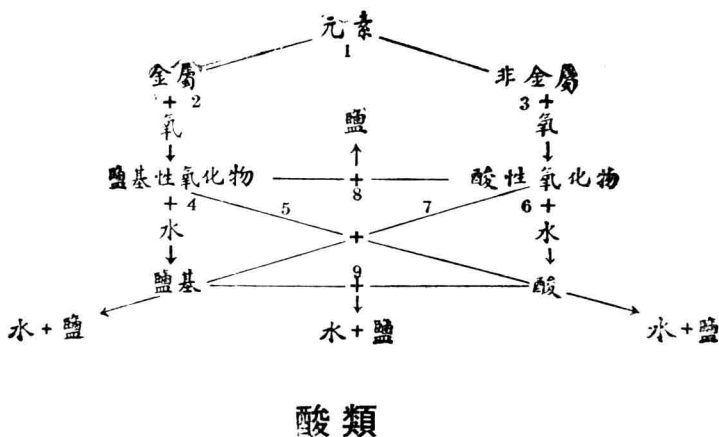 元素
1
金屬 非金屬
+ 2 3 +
氧 鹽 氧
↓ ↑ ↓
鹽基性氧化物 + 酸性氧化物
+ 4 5 8 7 6 +
水 + 水
↓ ↓
鹽基 9 + 酸
↓
水+鹽 水+鹽 水+鹽
酸類